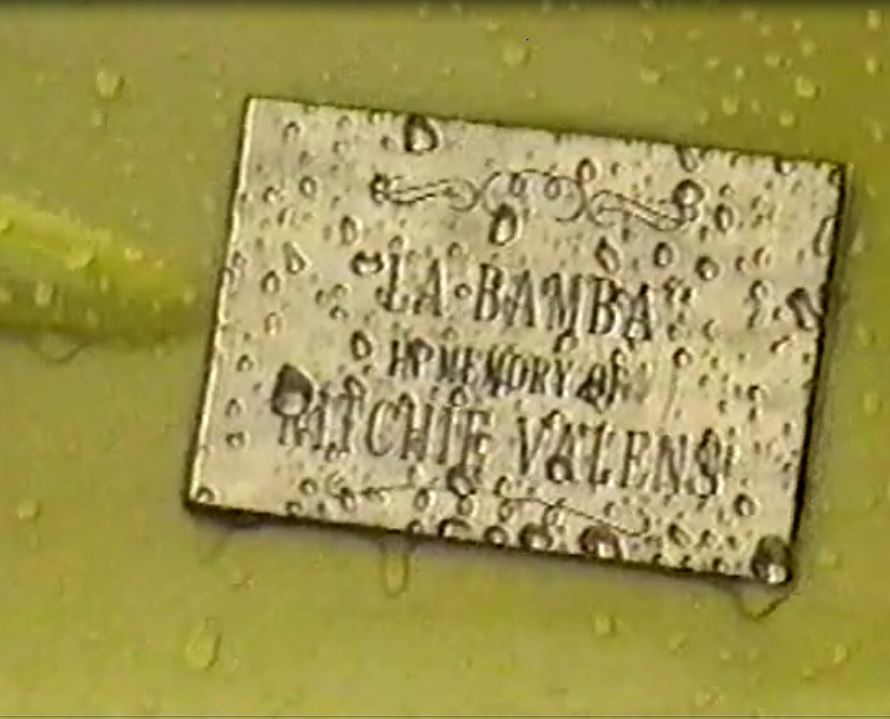 "LA BAMBA"
IN MEMORY OF
RITCHIE VALENS